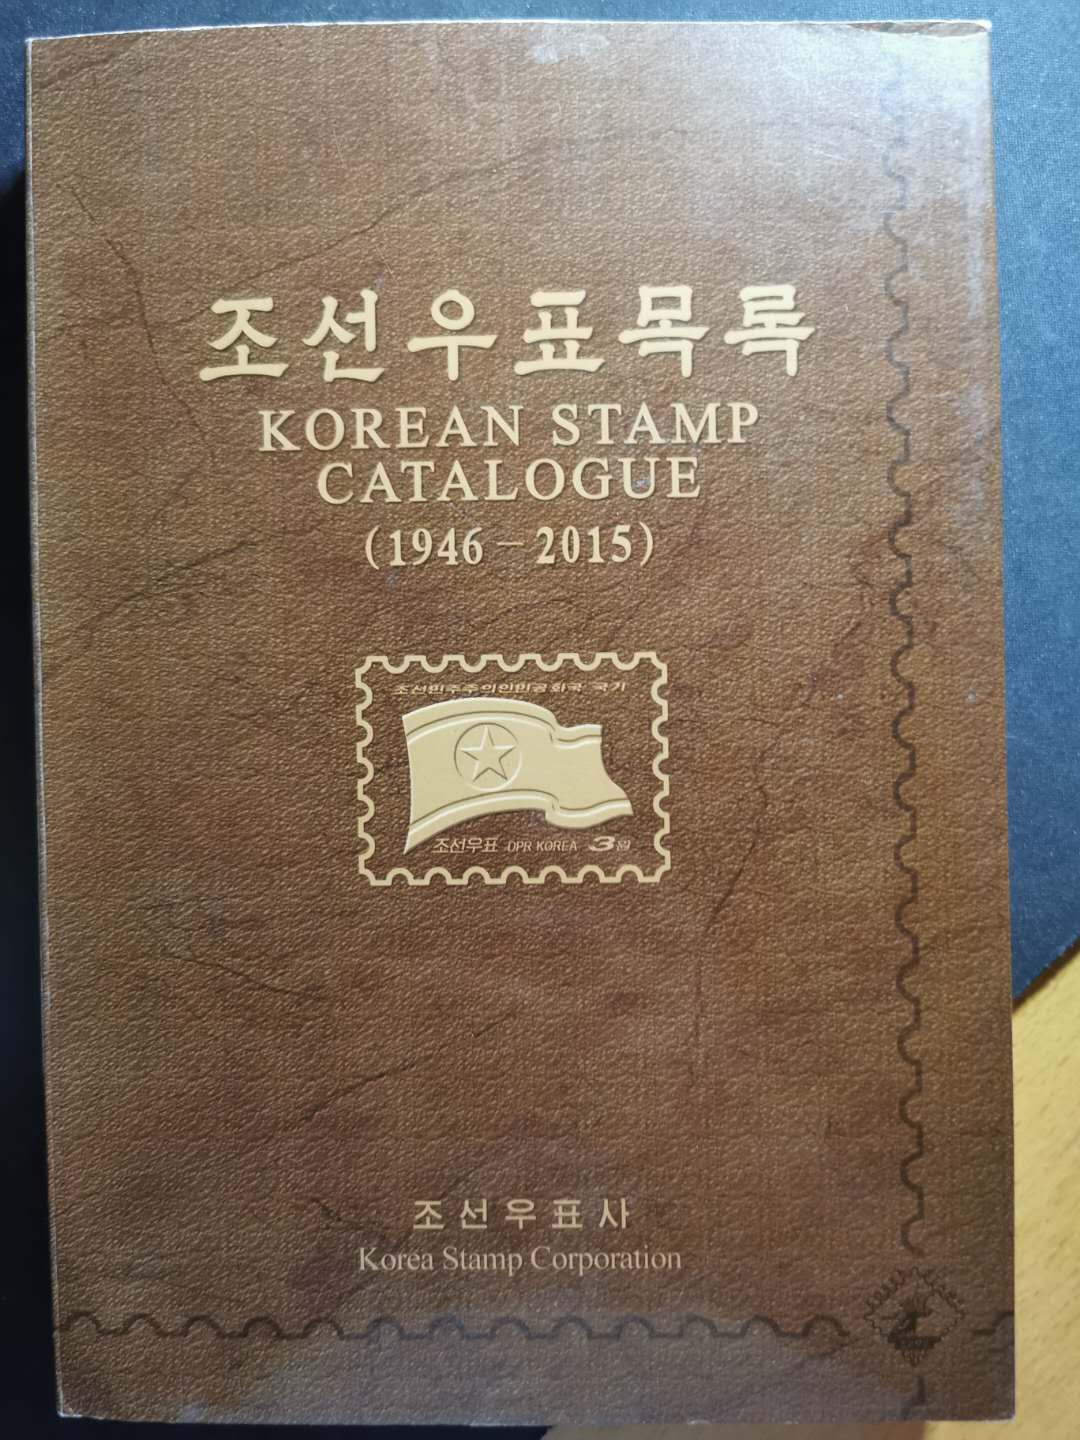 조선우표목록
KOREAN STAMP
CATALOGUE
(1946－2015)
조선민주주의인민공화국 국기
조선우표 DPR KOREA 3원
조선우표사
Korea Stamp Corporation